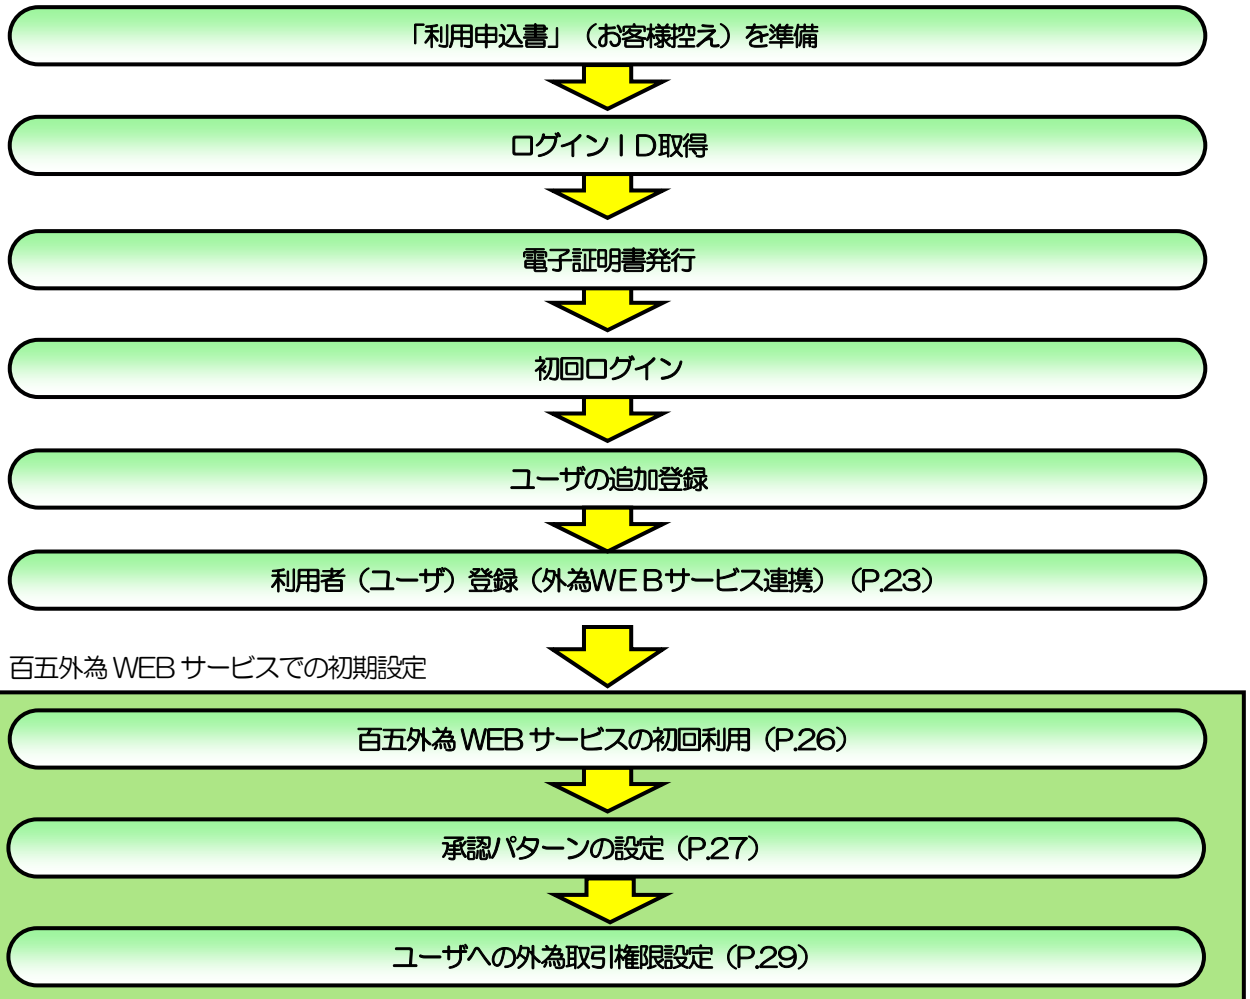 「利用申込書」（お客様控え）を準備
ログインＩＤ取得
電子証明書発行
初回ログイン
ユーザの追加登録
利用者（ユーザ）登録（外為ＷＥＢサービス連携）（P.23）
百五外為 WEB サービスでの初期設定
百五外為 WEB サービスの初回利用（P.26）
承認パターンの設定（P.27）
ユーザへの外為取引権限設定（P.29）